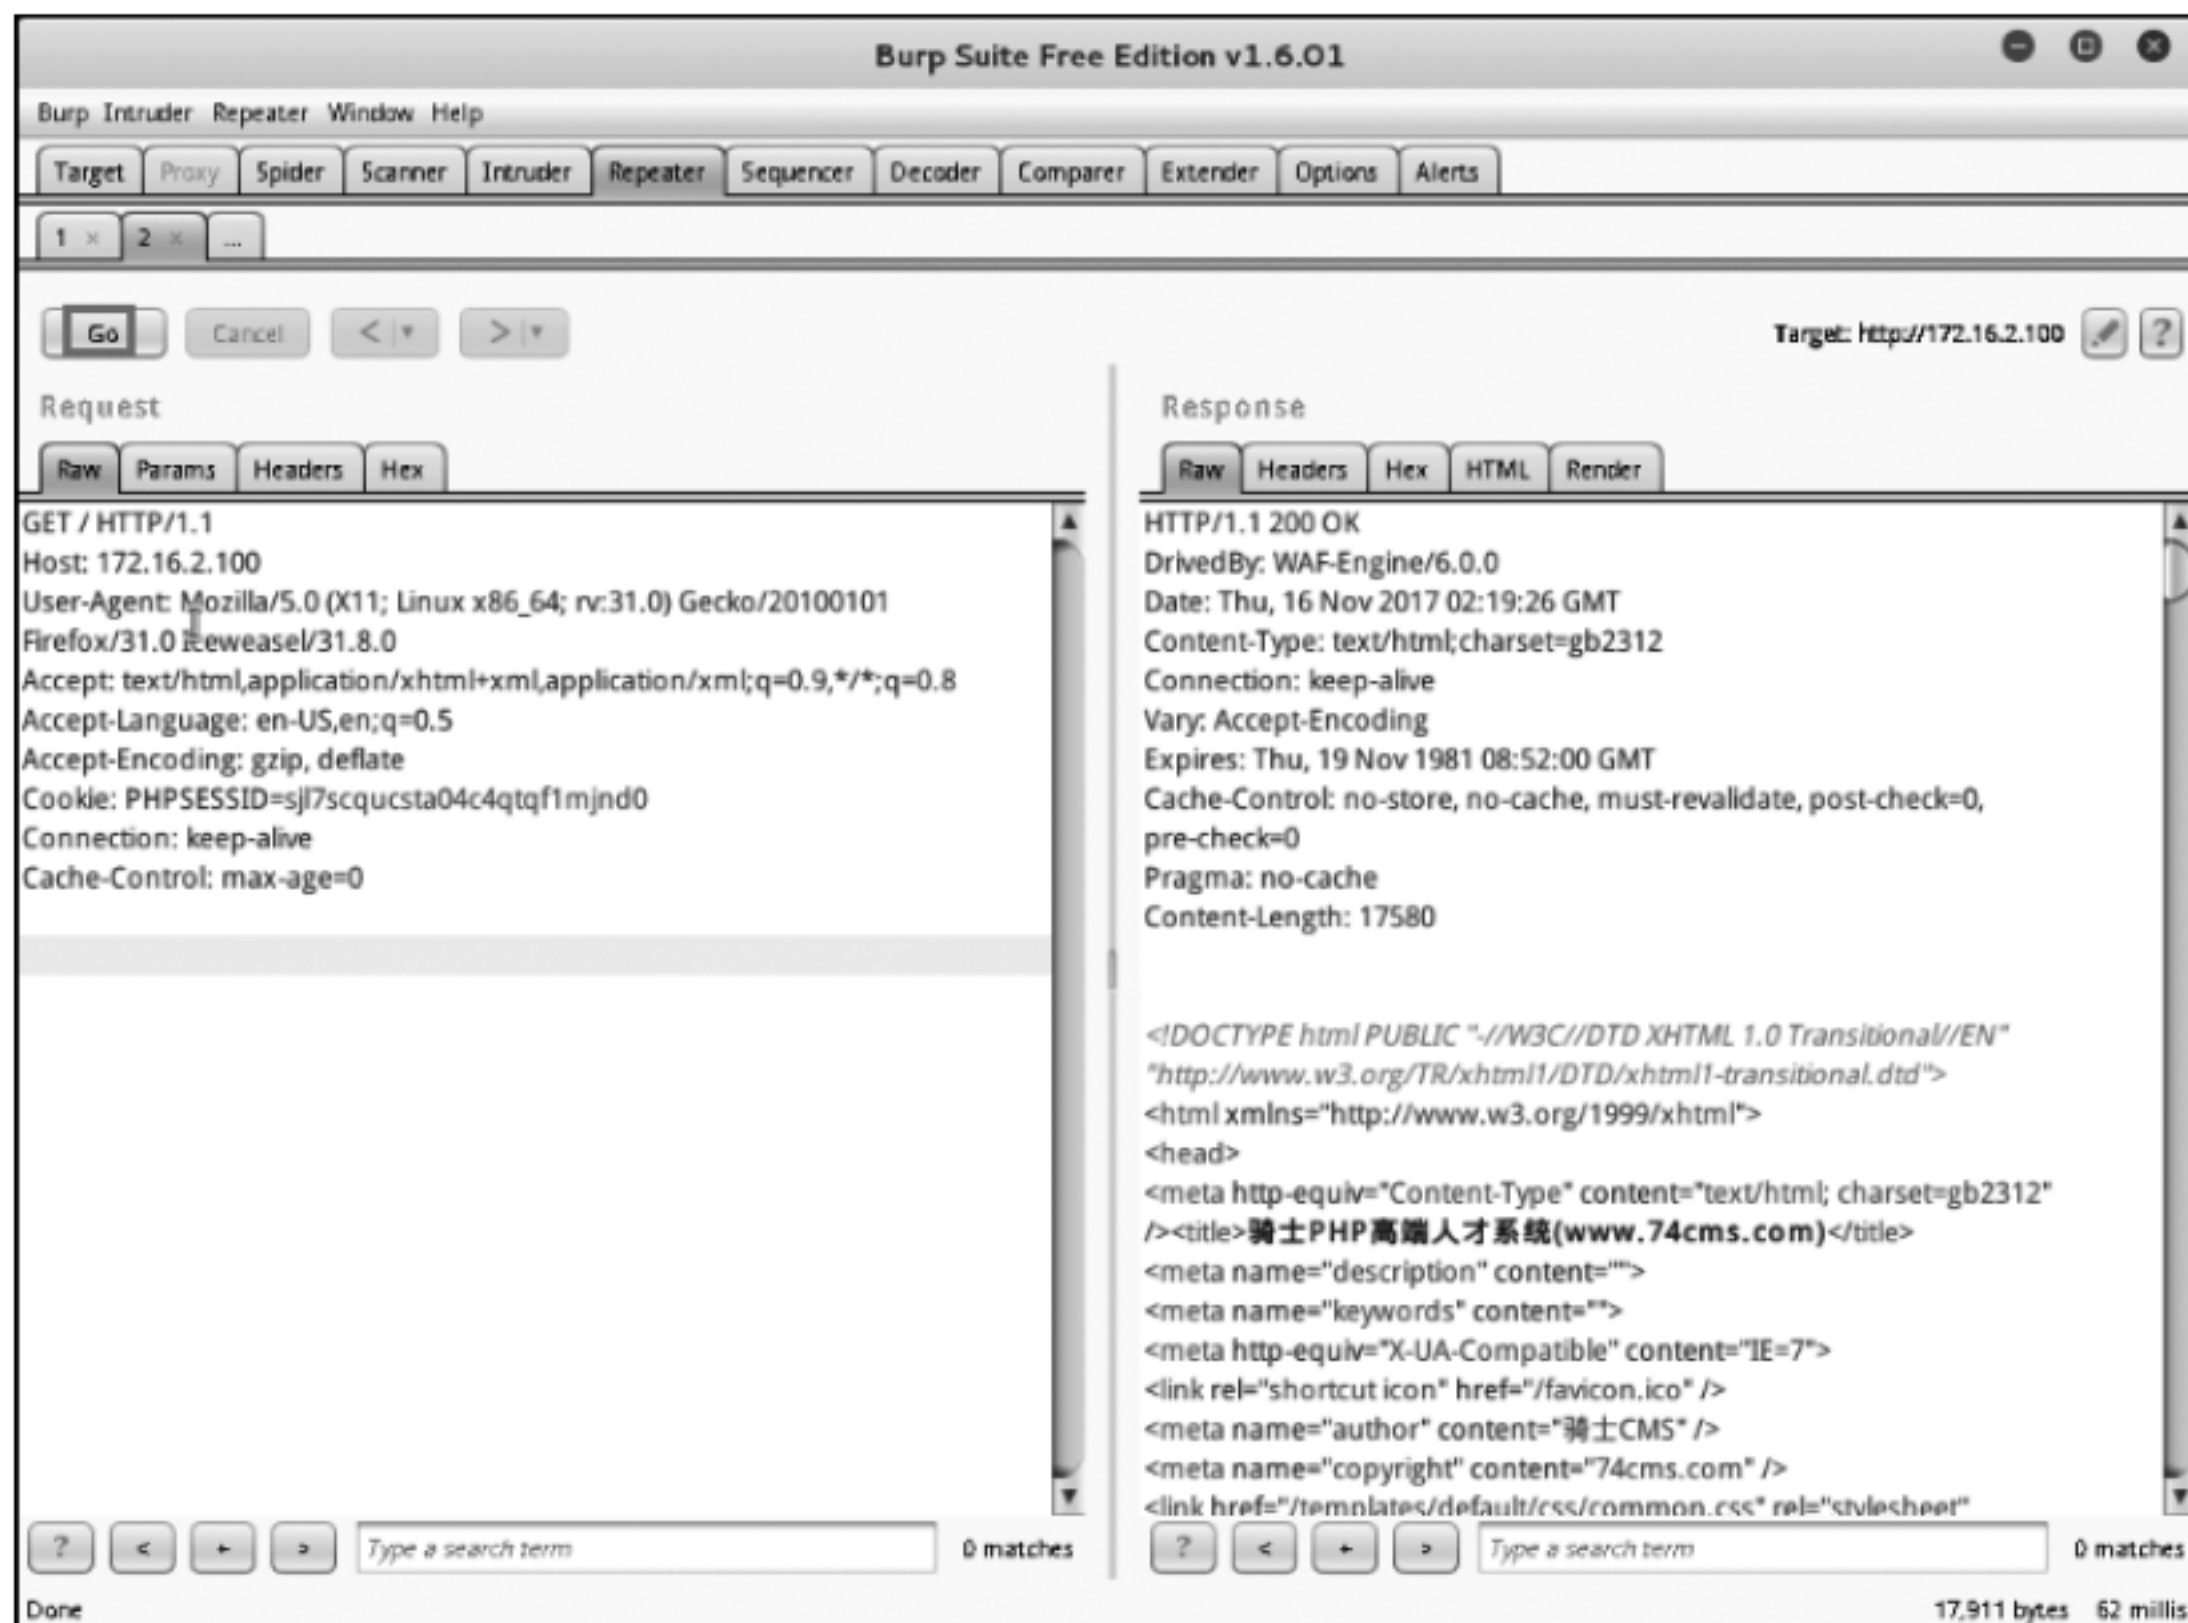 Burp Suite Free Edition v1.6.01
Burp Intruder Repeater Window Help
Target Proxy Spider Scanner Intruder Repeater Sequencer Decoder Comparer Extender Options Alerts
1 × 2 × ...
Go Cancel < > Target: http://172.16.2.100 ?
Request
Raw Params Headers Hex
GET / HTTP/1.1
Host: 172.16.2.100
User-Agent: Mozilla/5.0 (X11; Linux x86_64; rv:31.0) Gecko/20100101
Firefox/31.0 Iceweasel/31.8.0
Accept: text/html,application/xhtml+xml,application/xml;q=0.9,*/*;q=0.8
Accept-Language: en-US,en;q=0.5
Accept-Encoding: gzip, deflate
Cookie: PHPSESSID=sjl7scqucsta04c4qtqf1mjnd0
Connection: keep-alive
Cache-Control: max-age=0
? < + > Type a search term 0 matches
Response
Raw Headers Hex HTML Render
HTTP/1.1 200 OK
DrivedBy: WAF-Engine/6.0.0
Date: Thu, 16 Nov 2017 02:19:26 GMT
Content-Type: text/html;charset=gb2312
Connection: keep-alive
Vary: Accept-Encoding
Expires: Thu, 19 Nov 1981 08:52:00 GMT
Cache-Control: no-store, no-cache, must-revalidate, post-check=0,
pre-check=0
Pragma: no-cache
Content-Length: 17580
<!DOCTYPE html PUBLIC "-//W3C//DTD XHTML 1.0 Transitional//EN"
"http://www.w3.org/TR/xhtml1/DTD/xhtml1-transitional.dtd">
<html xmlns="http://www.w3.org/1999/xhtml">
<head>
<meta http-equiv="Content-Type" content="text/html; charset=gb2312"
/><title>骑士PHP高端人才系统(www.74cms.com)</title>
<meta name="description" content="">
<meta name="keywords" content="">
<meta http-equiv="X-UA-Compatible" content="IE=7">
<link rel="shortcut icon" href="/favicon.ico" />
<meta name="author" content="骑士CMS" />
<meta name="copyright" content="74cms.com" />
<link href="/templates/default/css/common.css" rel="stylesheet"
? < + > Type a search term 0 matches
Done 17,911 bytes 62 millis